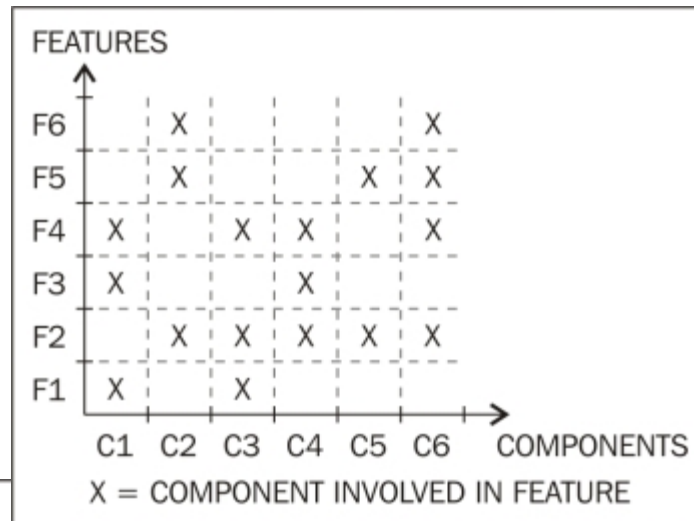 FEATURES
F6 X X
F5 X X X
F4 X X X X
F3 X X
F2 X X X X X
F1 X X
C1 C2 C3 C4 C5 C6 COMPONENTS
X = COMPONENT INVOLVED IN FEATURE